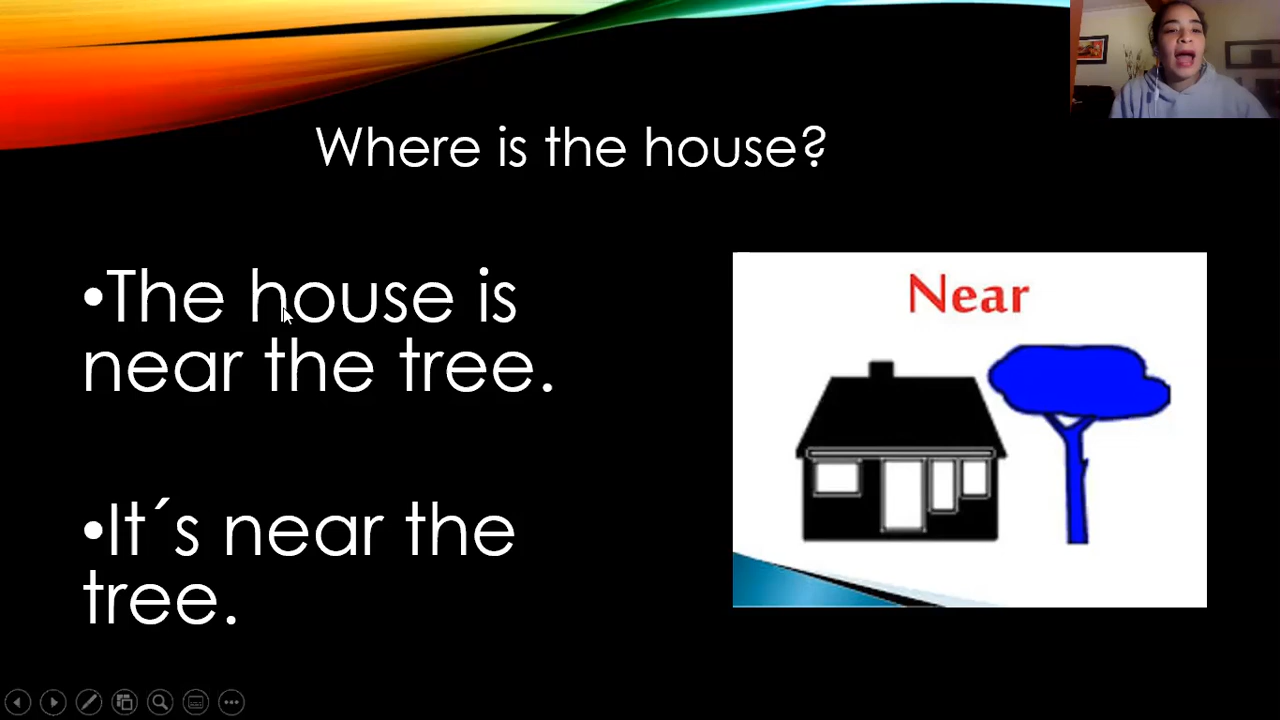 Where is the house?
•The house is
near the tree.
•It´s near the
tree.
Near